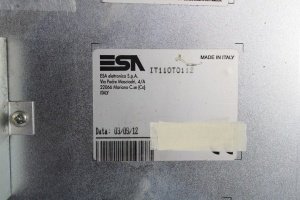 ESA
MADE IN ITALY
ESA elettronica S.p.A.
Via Padre Masciadri, 4/A
22066 Mariano C.se (Co)
ITALY
IT110T0112
Data: 03/05/12